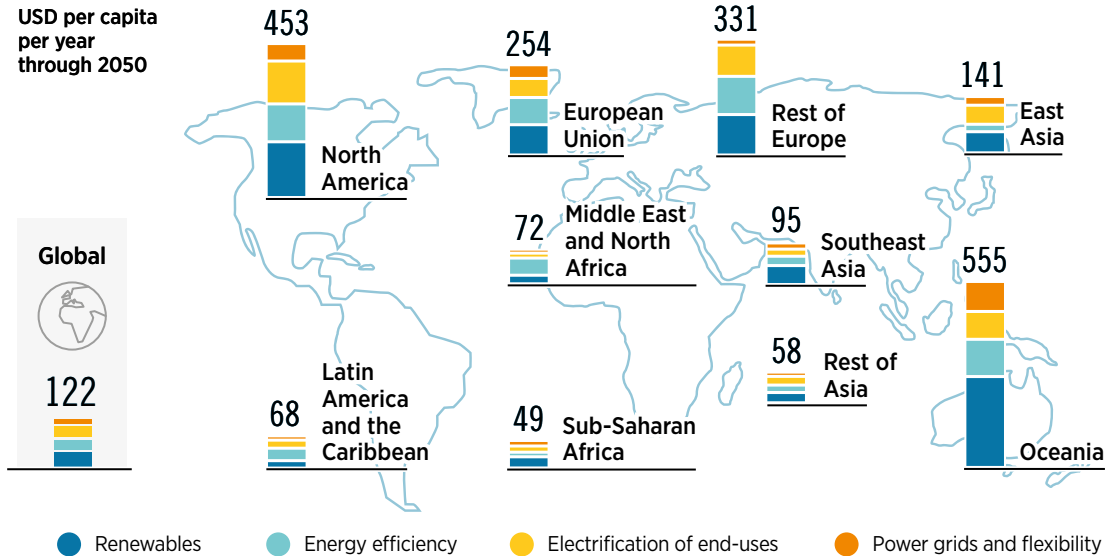 USD per capita
per year
through 2050
453
North
America
254
European
Union
331
Rest of
Europe
141
East
Asia
Global
122
72
Middle East
and North
Africa
95
Southeast
Asia
555
Oceania
68
Latin
America
and the
Caribbean
49
Sub-Saharan
Africa
58
Rest of
Asia
Renewables
Energy efficiency
Electrification of end-uses
Power grids and flexibility